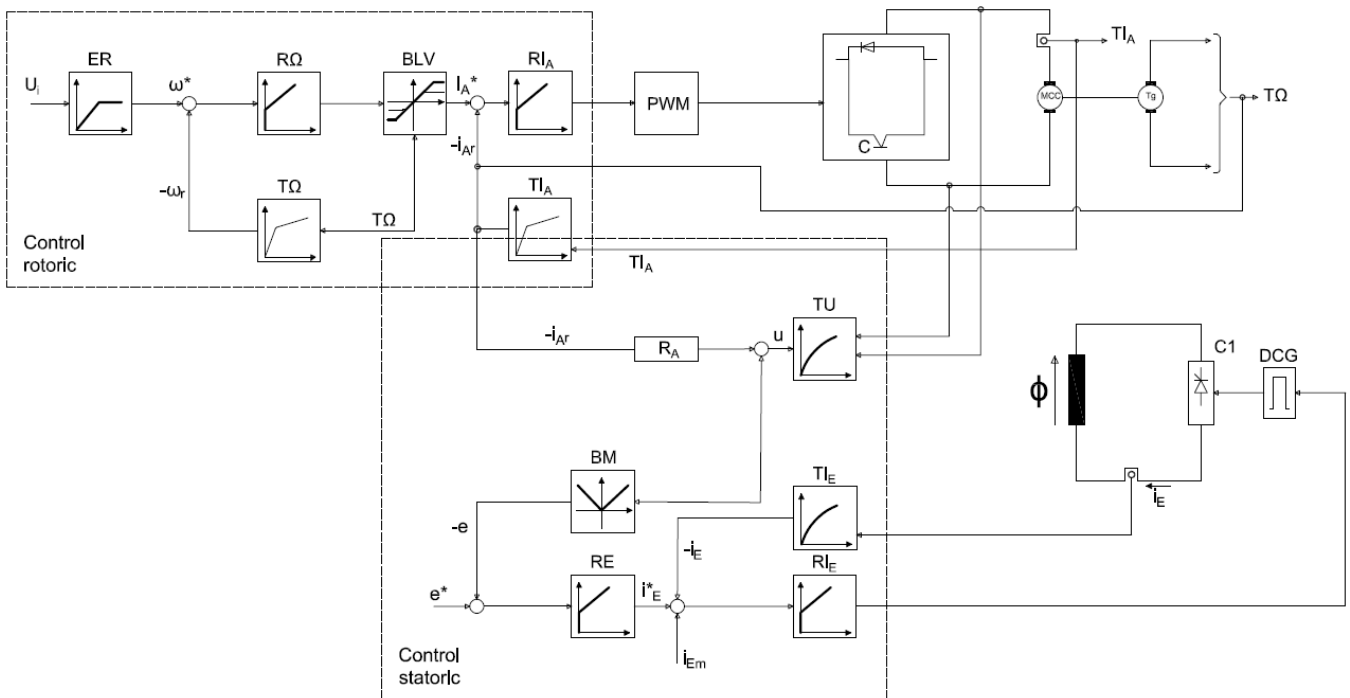 ER
RΩ
BLV
RI_A
TI_A
U_i
ω*
I_A*
PWM
MCC
Tg
TΩ
C
-i_Ar
-ω_r
TΩ
TI_A
TΩ
Control
rotoric
TI_A
TU
-i_Ar
R_A
u
C1
DCG
ϕ
BM
TI_E
i_E
-e
-i_E
RE
RI_E
e*
i*_E
i_Em
Control
statoric